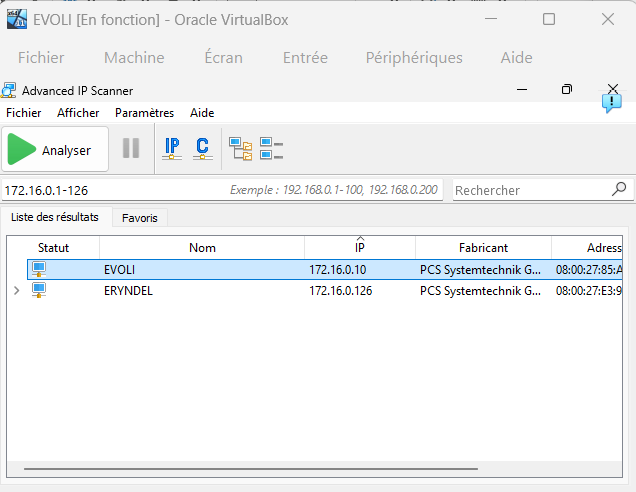 EVOLI [En fonction] - Oracle VirtualBox
Fichier Machine Écran Entrée Périphériques Aide
Advanced IP Scanner
Fichier Afficher Paramètres Aide
Analyser IP C
172.16.0.1-126 Exemple : 192.168.0.1-100, 192.168.0.200 Rechercher
Liste des résultats Favoris
Statut Nom IP Fabricant Adress
EVOLI 172.16.0.10 PCS Systemtechnik G... 08:00:27:85:A
ERYNDEL 172.16.0.126 PCS Systemtechnik G... 08:00:27:E3:9